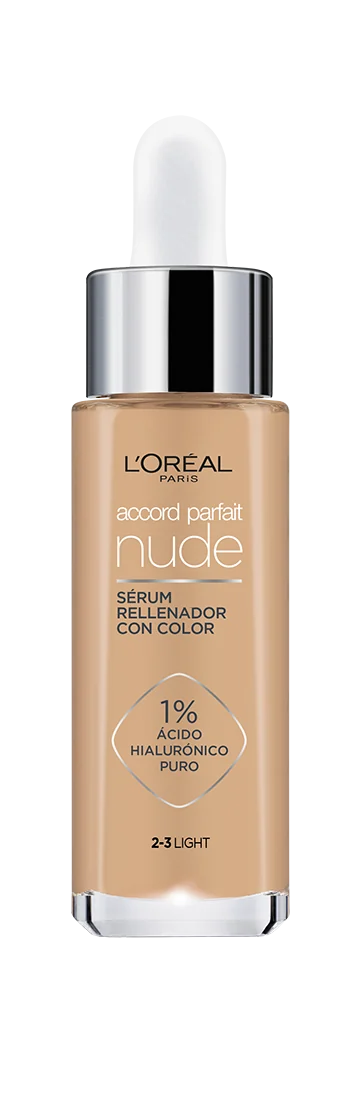 L'ORÉAL
PARIS
accord parfait
nude
SÉRUM
RELLENADOR
CON COLOR
1%
ÁCIDO
HIALURÓNICO
PURO
2-3 LIGHT